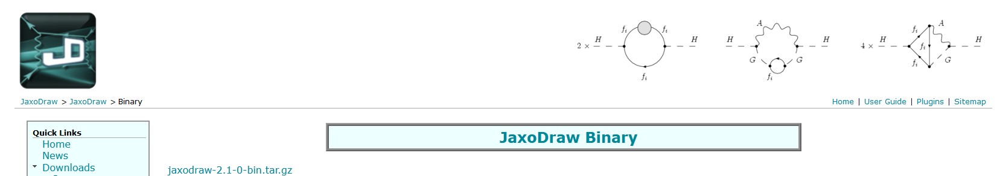 JD
f_i f_i
2 × H H
f_i
A
H H
G G
f_i
f_i A
4 × H f_i H
f_i G
JaxoDraw > JaxoDraw > Binary
Home | User Guide | Plugins | Sitemap
Quick Links
Home
News
Downloads
JaxoDraw Binary
jaxodraw-2.1-0-bin.tar.gz